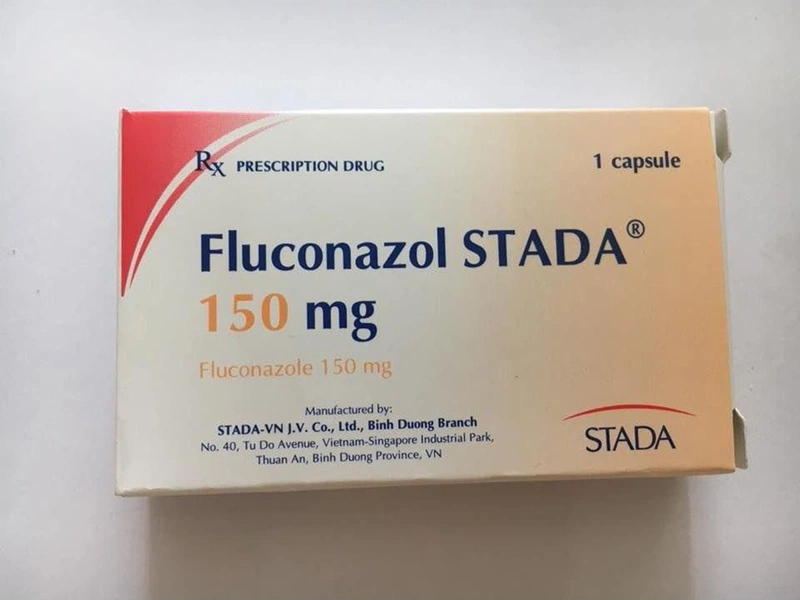 Rx PRESCRIPTION DRUG
1 capsule
Fluconazol STADA®
150 mg
Fluconazole 150 mg
Manufactured by:
STADA-VN J.V. Co., Ltd., Binh Duong Branch
No. 40, Tu Do Avenue, Vietnam-Singapore Industrial Park,
Thuan An, Binh Duong Province, VN
STADA